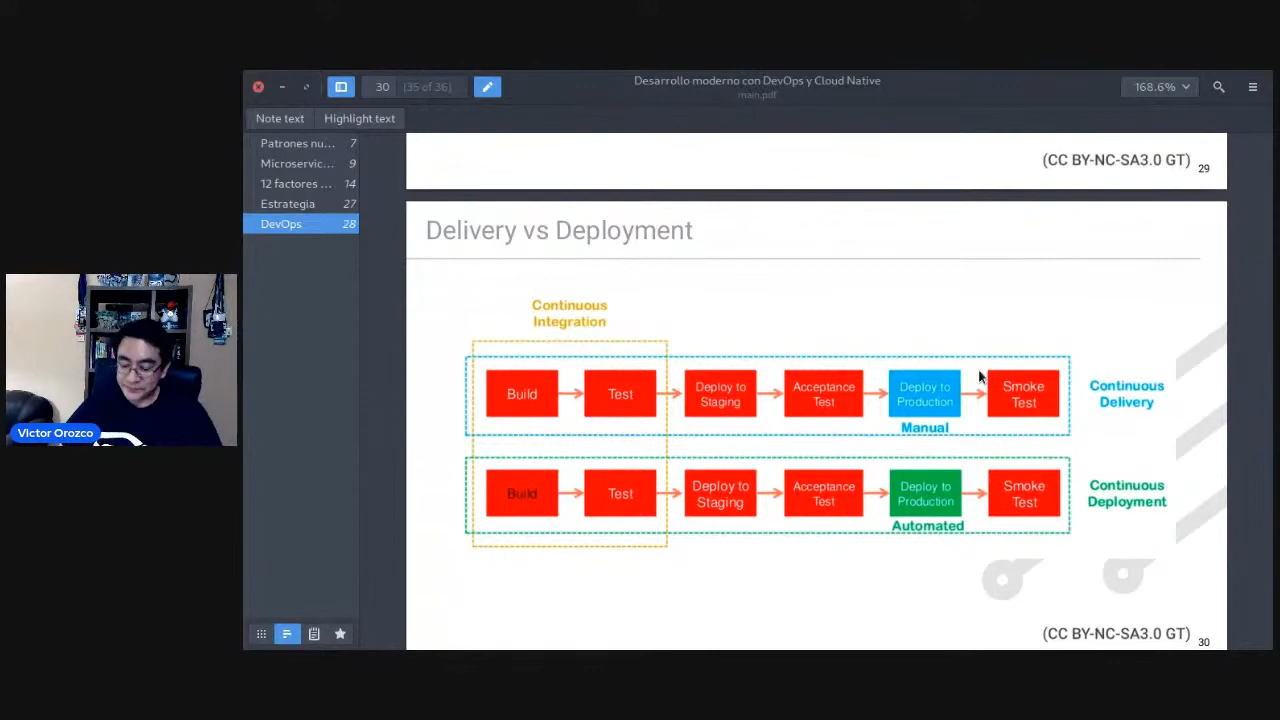 30
(35 of 36)
Desarrollo moderno con DevOps y Cloud Native
main.pdf
168.6%
Note text
Highlight text
Patrones nu... 7
Microservic... 9
12 factores ... 14
Estrategia 27
DevOps 28
(CC BY-NC-SA3.0 GT) 29
Delivery vs Deployment
Continuous
Integration
Build
Test
Deploy to
Staging
Acceptance
Test
Deploy to
Production
Smoke
Test
Manual
Continuous
Delivery
Build
Test
Deploy to
Staging
Acceptance
Test
Deploy to
Production
Smoke
Test
Automated
Continuous
Deployment
(CC BY-NC-SA3.0 GT) 30
Victor Orozco